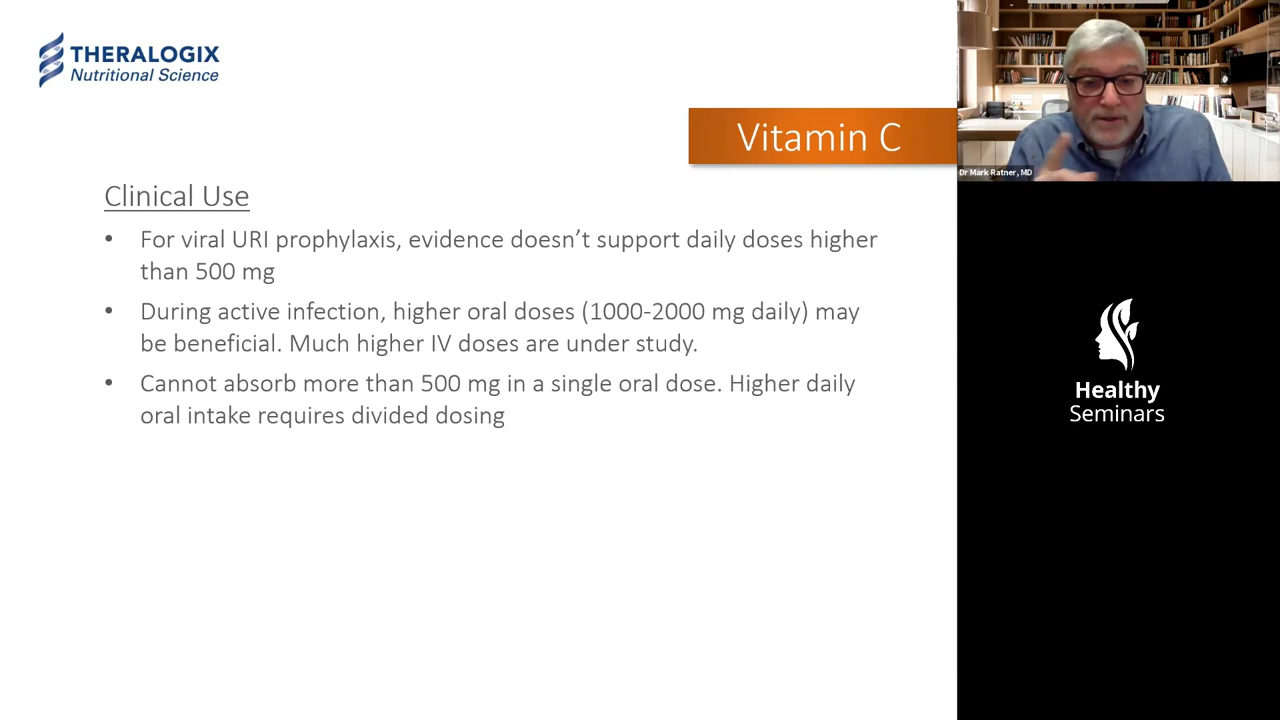 THERALOGIX
Nutritional Science
Vitamin C
Dr Mark Ratner, MD
Clinical Use
• For viral URI prophylaxis, evidence doesn’t support daily doses higher
than 500 mg
• During active infection, higher oral doses (1000-2000 mg daily) may
be beneficial. Much higher IV doses are under study.
• Cannot absorb more than 500 mg in a single oral dose. Higher daily
oral intake requires divided dosing
Healthy
Seminars